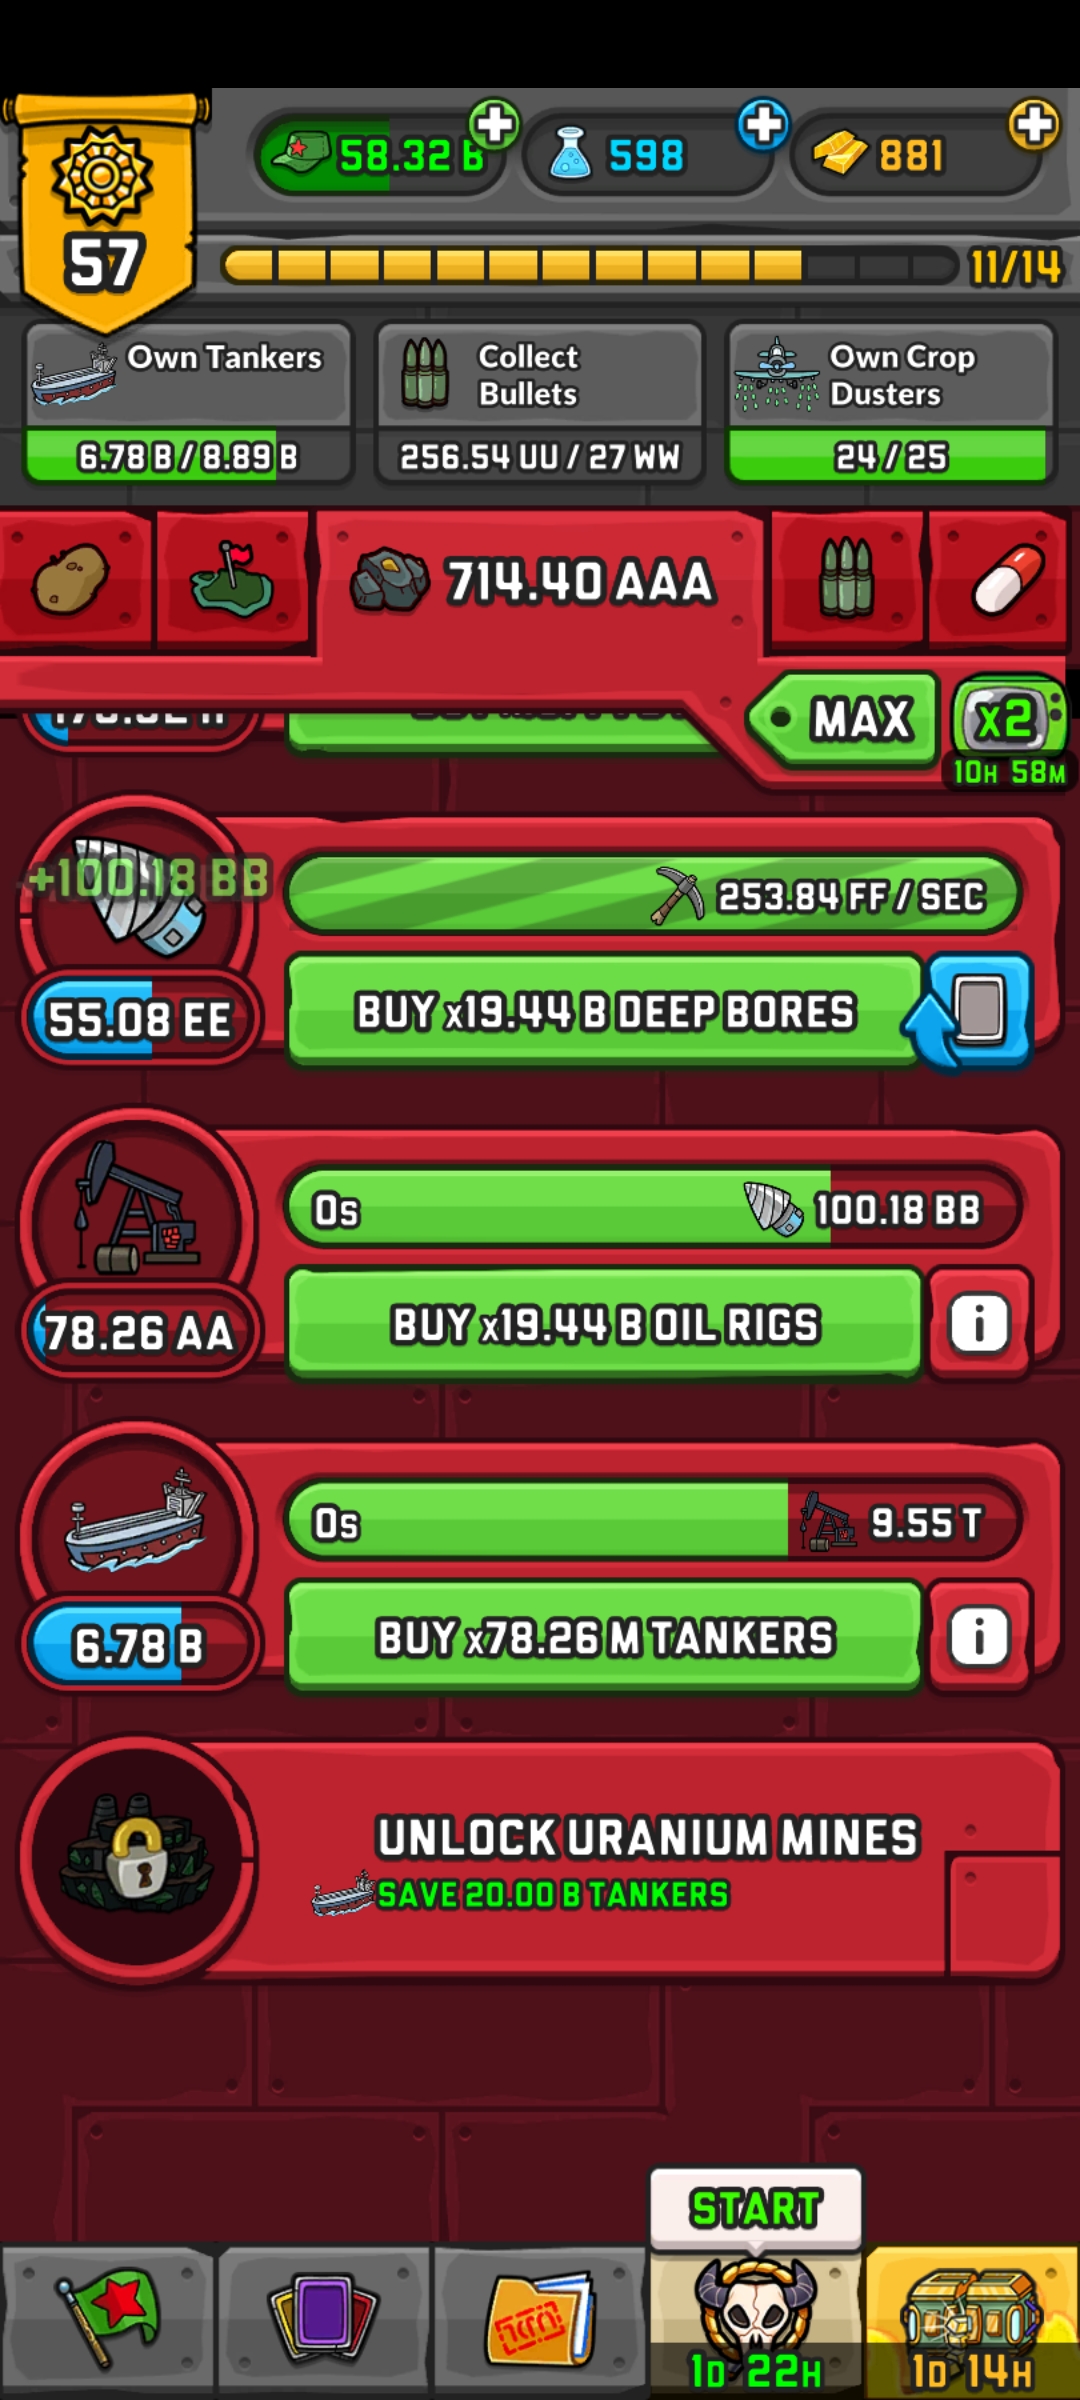 58.32 B
598
881
57
11/14
Own Tankers
6.78 B / 8.89 B
Collect
Bullets
256.54 UU / 27 WW
Own Crop
Dusters
24 / 25
714.40 AAA
MAX
x2
10H 58M
+100.18 BB
253.84 FF / SEC
55.08 EE
BUY x19.44 B DEEP BORES
0s
100.18 BB
78.26 AA
BUY x19.44 B OIL RIGS
i
0s
9.55 T
6.78 B
BUY x78.26 M TANKERS
i
UNLOCK URANIUM MINES
SAVE 20.00 B TANKERS
START
1D 22H
1D 14H